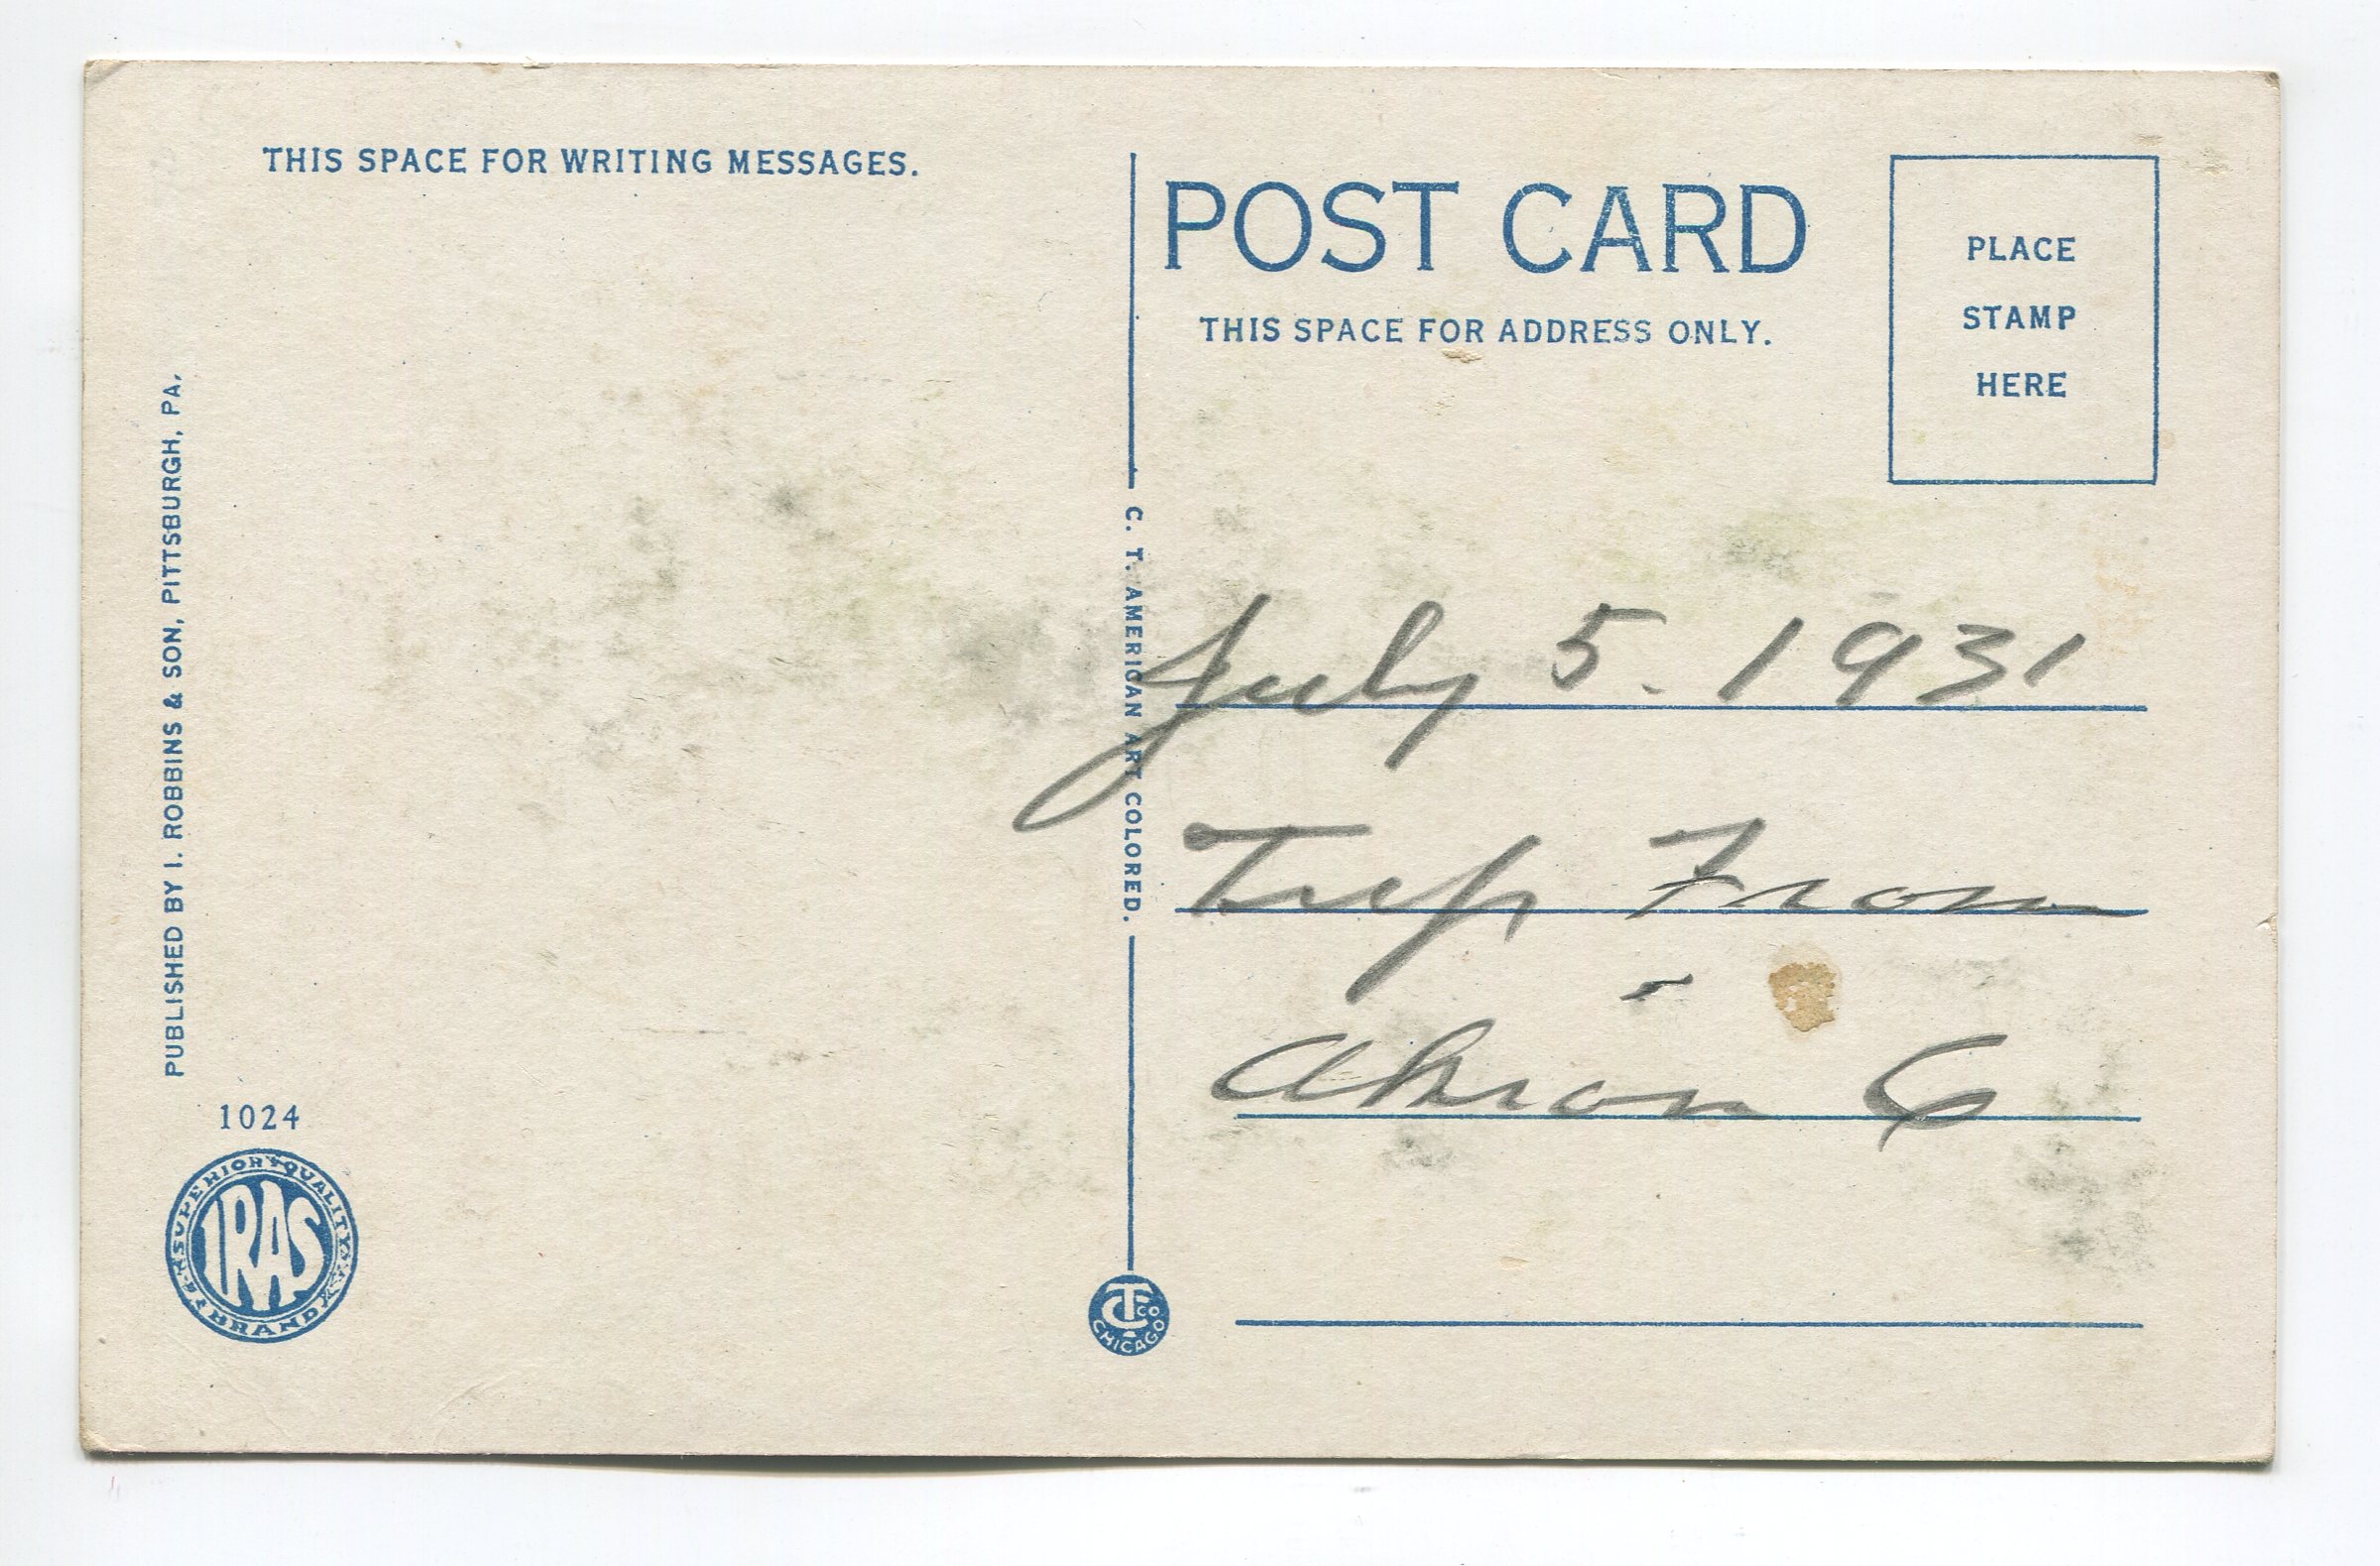 THIS SPACE FOR WRITING MESSAGES.
POST CARD
THIS SPACE FOR ADDRESS ONLY.
PLACE
STAMP
HERE
PUBLISHED BY I. ROBBINS & SON, PITTSBURGH, PA.
C. T. AMERICAN ART COLORED.
July 5. 1931
Trip From
Akron O
1024
SUPERIOR QUALITY
IRAS
BRAND
CT CO
CHICAGO